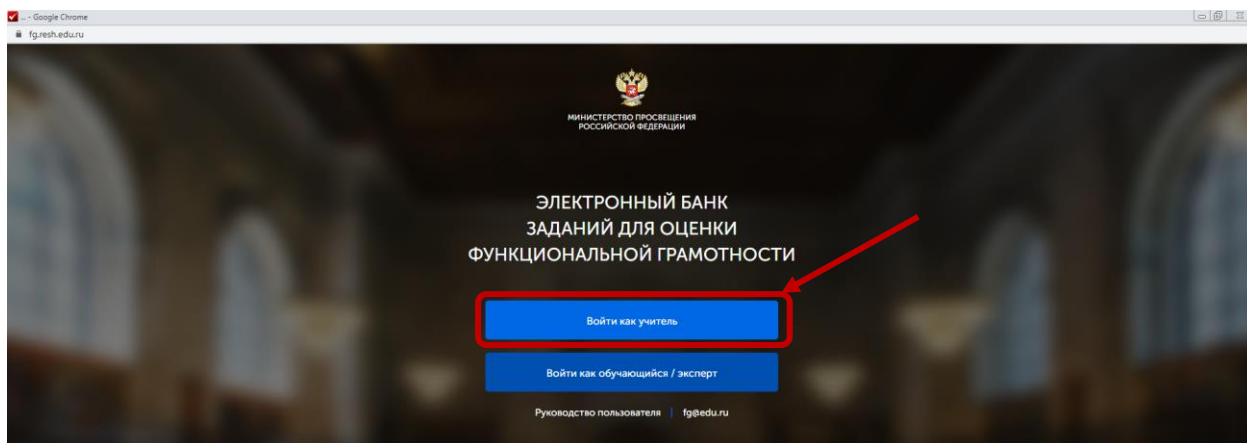 .. - Google Chrome
fg.resh.edu.ru
МИНИСТЕРСТВО ПРОСВЕЩЕНИЯ
РОССИЙСКОЙ ФЕДЕРАЦИИ
ЭЛЕКТРОННЫЙ БАНК
ЗАДАНИЙ ДЛЯ ОЦЕНКИ
ФУНКЦИОНАЛЬНОЙ ГРАМОТНОСТИ
Войти как учитель
Войти как обучающийся / эксперт
Руководство пользователя | fg@edu.ru